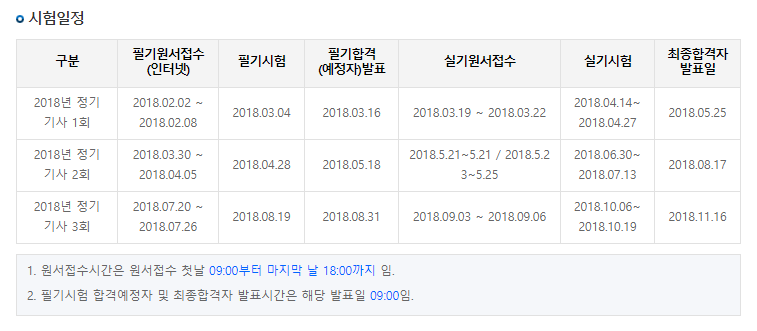 시험일정
구분 필기원서접수 (인터넷) 필기시험 필기합격 (예정자)발표 실기원서접수 실기시험 최종합격자 발표일
2018년 정기 기사 1회 2018.02.02 ~ 2018.02.08 2018.03.04 2018.03.16 2018.03.19 ~ 2018.03.22 2018.04.14~ 2018.04.27 2018.05.25
2018년 정기 기사 2회 2018.03.30 ~ 2018.04.05 2018.04.28 2018.05.18 2018.5.21~5.21 / 2018.5.23~5.25 2018.06.30~ 2018.07.13 2018.08.17
2018년 정기 기사 3회 2018.07.20 ~ 2018.07.26 2018.08.19 2018.08.31 2018.09.03 ~ 2018.09.06 2018.10.06~ 2018.10.19 2018.11.16
1. 원서접수시간은 원서접수 첫날 09:00부터 마지막 날 18:00까지 임.
2. 필기시험 합격예정자 및 최종합격자 발표시간은 해당 발표일 09:00임.